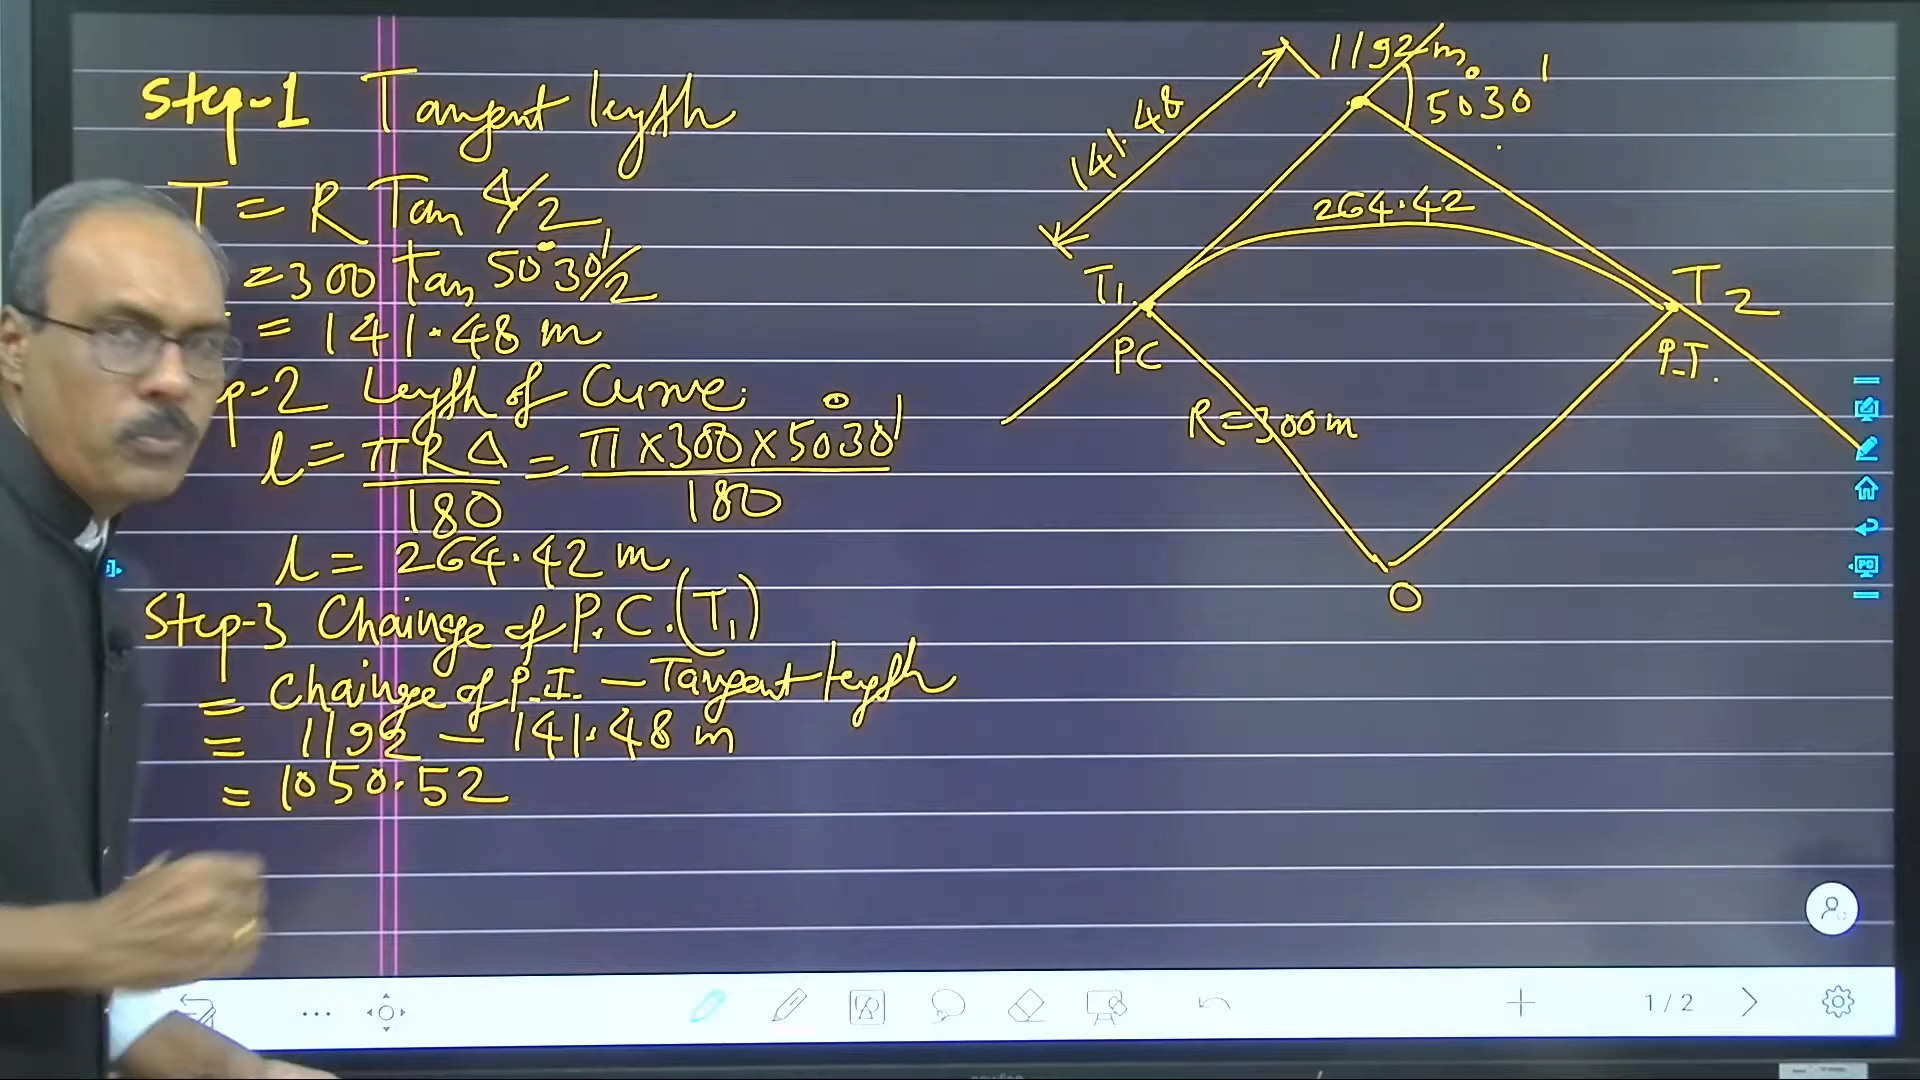 Step-1 Tangent length
T = R Tan Δ/2
= 300 tan 50°30'/2
= 141.48 m
p-2 Length of Curve.
l = πRΔ/180 = π×300×50°30'/180
l = 264.42 m
Step-3 Chainge of P.C.(T1)
= Chainge of P.I. - Tangent length
= 1192 - 141.48 m
= 1050.52
1192 m
50°30'
141.48
264.42
T1
T2
PC
P.T.
R=300m
O
1 / 2